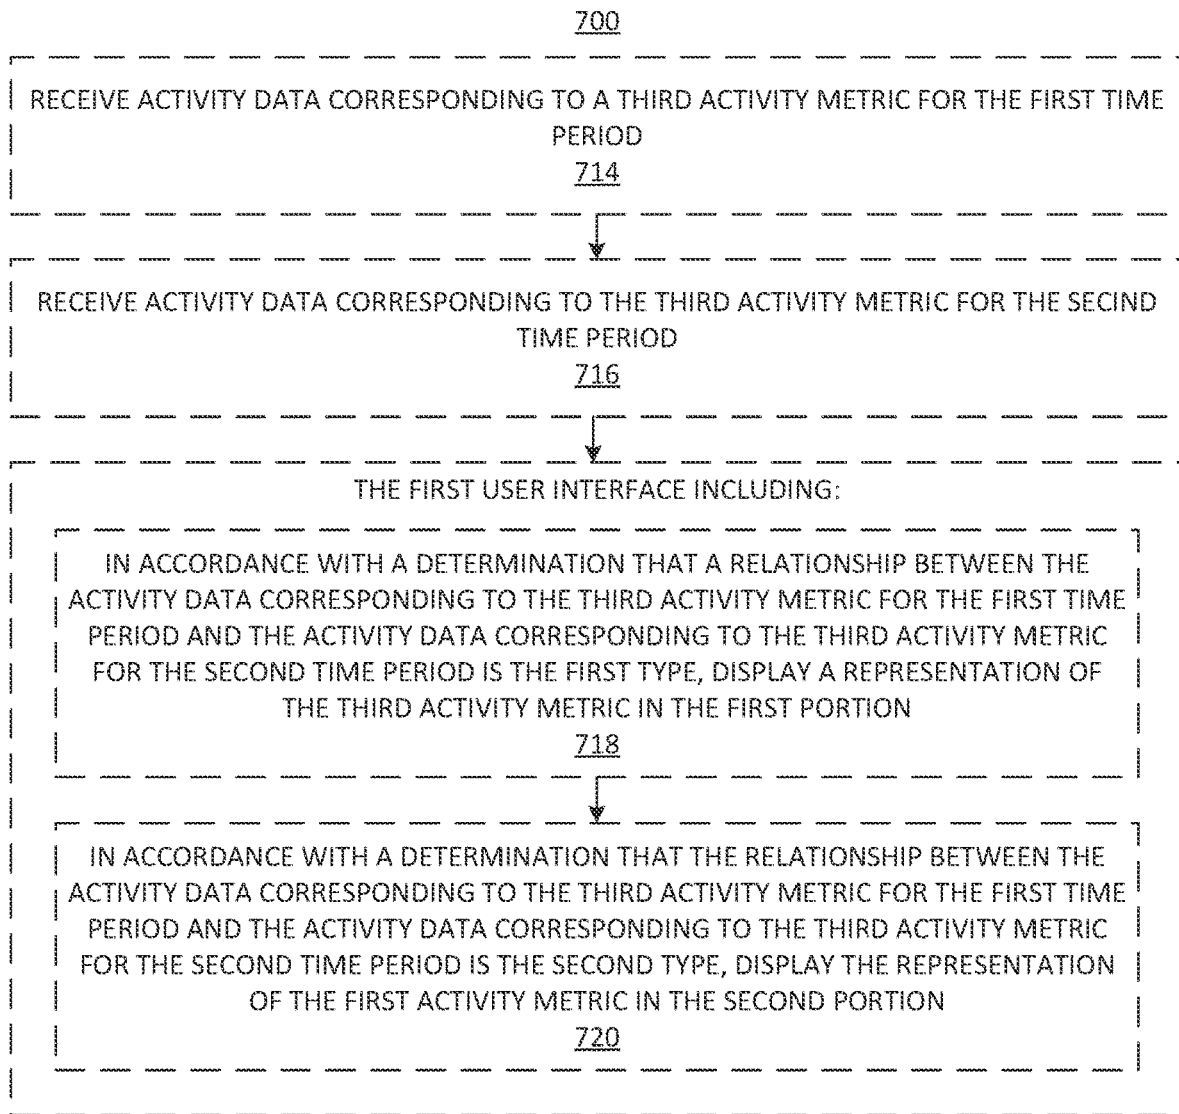 700
RECEIVE ACTIVITY DATA CORRESPONDING TO A THIRD ACTIVITY METRIC FOR THE FIRST TIME
PERIOD
714
RECEIVE ACTIVITY DATA CORRESPONDING TO THE THIRD ACTIVITY METRIC FOR THE SECIND
TIME PERIOD
716
THE FIRST USER INTERFACE INCLUDING:
IN ACCORDANCE WITH A DETERMINATION THAT A RELATIONSHIP BETWEEN THE
ACTIVITY DATA CORRESPONDING TO THE THIRD ACTIVITY METRIC FOR THE FIRST TIME
PERIOD AND THE ACTIVITY DATA CORRESPONDING TO THE THIRD ACTIVITY METRIC
FOR THE SECOND TIME PERIOD IS THE FIRST TYPE, DISPLAY A REPRESENTATION OF
THE THIRD ACTIVITY METRIC IN THE FIRST PORTION
718
IN ACCORDANCE WITH A DETERMINATION THAT THE RELATIONSHIP BETWEEN THE
ACTIVITY DATA CORRESPONDING TO THE THIRD ACTIVITY METRIC FOR THE FIRST TIME
PERIOD AND THE ACTIVITY DATA CORRESPONDING TO THE THIRD ACTIVITY METRIC
FOR THE SECOND TIME PERIOD IS THE SECOND TYPE, DISPLAY THE REPRESENTATION
OF THE FIRST ACTIVITY METRIC IN THE SECOND PORTION
720